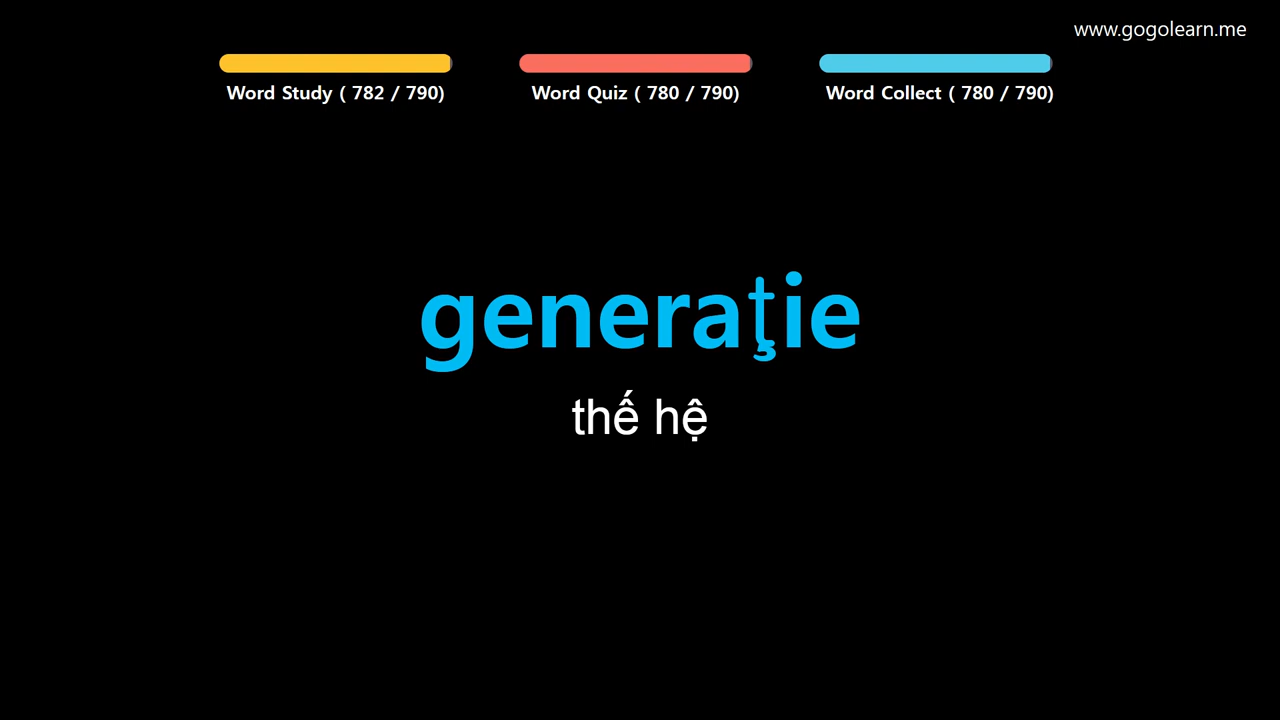 www.gogolearn.me
Word Study ( 782 / 790)
Word Quiz ( 780 / 790)
Word Collect ( 780 / 790)
generaţie
thế hệ